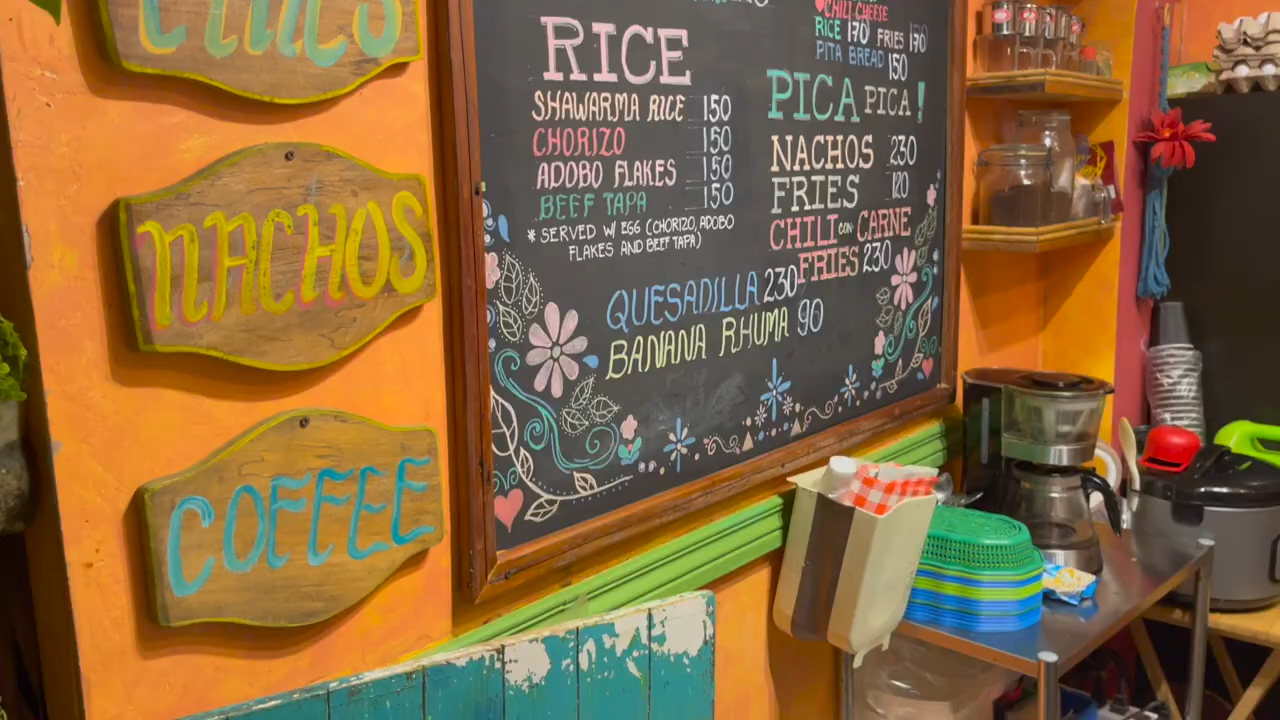 NACHOS
COFFEE
RICE
SHAWARMA RICE 150
CHORIZO 150
ADOBO FLAKES 150
BEEF TAPA 150
* SERVED W/ EGG (CHORIZO, ADOBO
FLAKES AND BEEF TAPA)
CHILI CHEESE
RICE 170 FRIES 170
PITA BREAD 150
PICA PICA!
NACHOS 230
FRIES 120
CHILI CON CARNE
FRIES 230
QUESADILLA 230
BANANA RHUMA 90